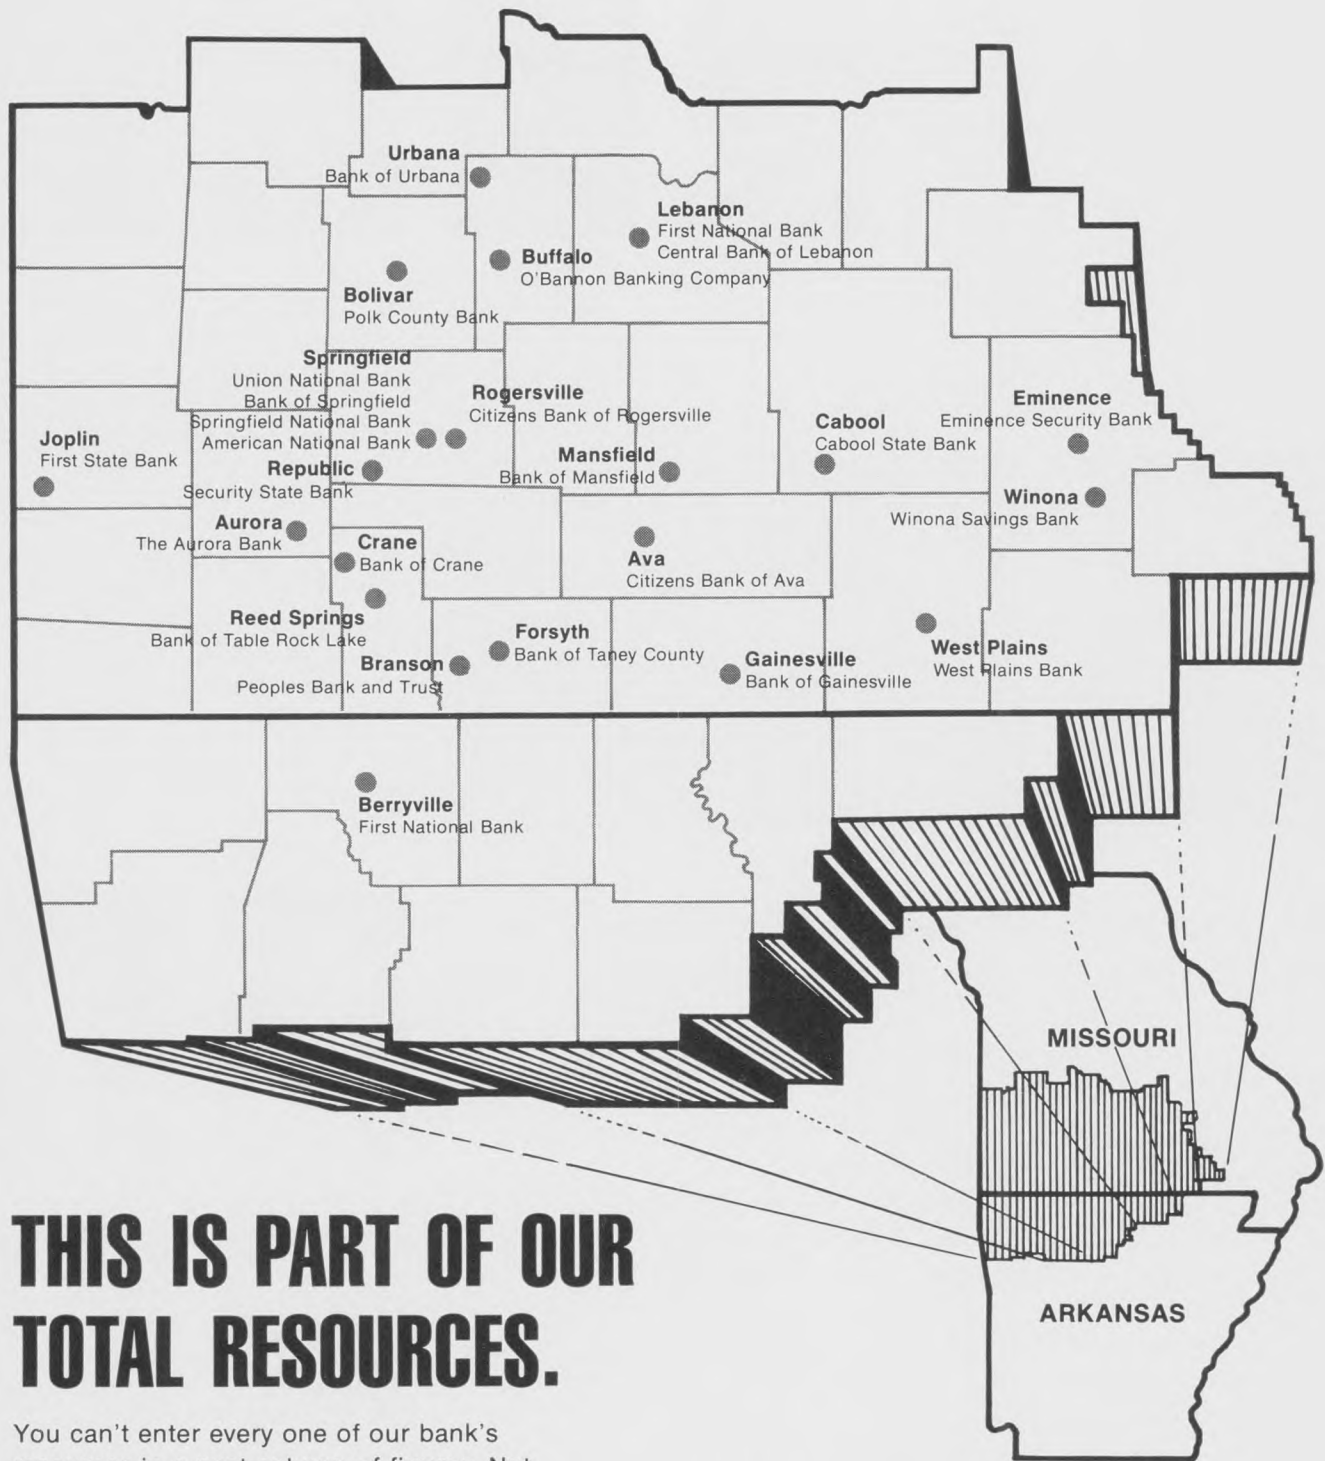 Urbana
Bank of Urbana
Lebanon
First National Bank
Central Bank of Lebanon
Buffalo
O'Bannon Banking Company
Bolivar
Polk County Bank
Springfield
Union National Bank
Bank of Springfield
Springfield National Bank
American National Bank
Rogersville
Citizens Bank of Rogersville
Eminence
Eminence Security Bank
Cabool
Cabool State Bank
Joplin
First State Bank
Mansfield
Bank of Mansfield
Republic
Security State Bank
Winona
Winona Savings Bank
Aurora
The Aurora Bank
Crane
Bank of Crane
Ava
Citizens Bank of Ava
Reed Springs
Bank of Table Rock Lake
Forsyth
Bank of Taney County
West Plains
West Plains Bank
Branson
Peoples Bank and Trust
Gainesville
Bank of Gainesville
Berryville
First National Bank
MISSOURI
ARKANSAS
THIS IS PART OF OUR
TOTAL RESOURCES.
You can't enter every one of our bank's